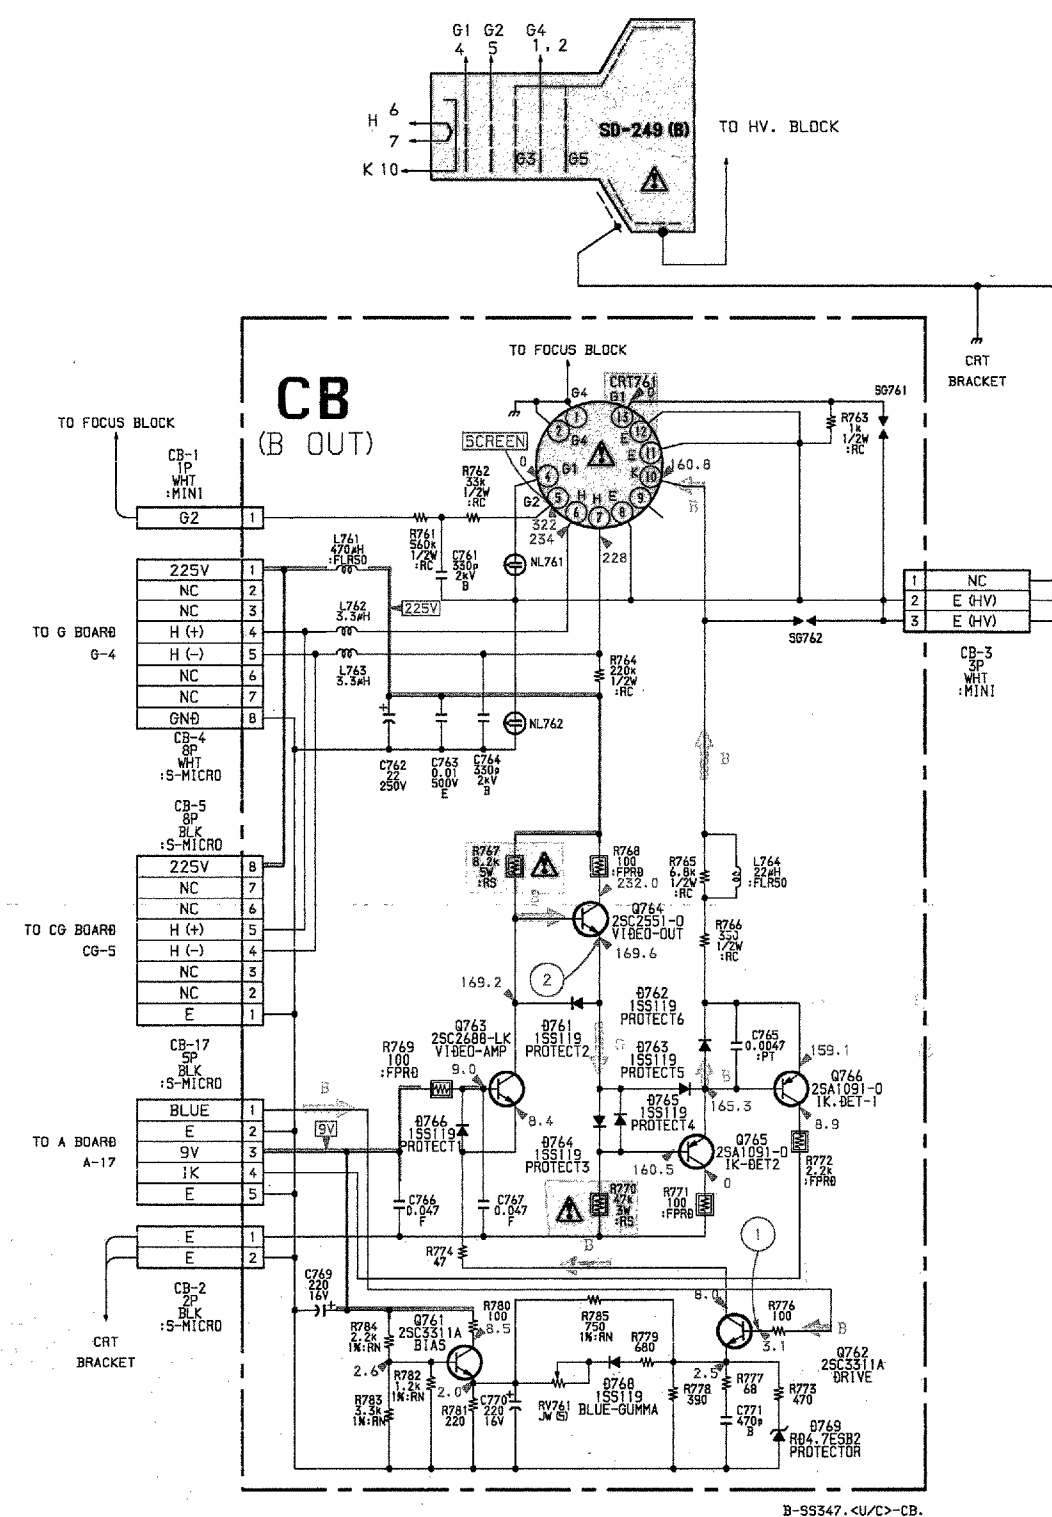 G1 G2 G4
4 5 1, 2
H 6
7
K 10
G3 G5
SD-249 (B)
TO HV. BLOCK
CRT
BRACKET
CB
(B OUT)
TO FOCUS BLOCK
TO FOCUS BLOCK
CB-1
1P
WHT
:MINI
G2 1
SCREEN
CRT761
G4
G1
0
1
13
2
12
G4
E
11
E
K
10
160.8
0
4
G1
5
G2
H
6
H
7
E
8
9
322
234
228
R762
33k
1/2W
:RC
R761
560k
1/2W
:RC
C761
330p
2kV
B
NL761
R763
1k
1/2W
:RC
SG761
SG762
L761
470μH
:FLR50
L762
3.3μH
L763
3.3μH
225V
TO G BOARD
G-4
225V 1
NC 2
NC 3
H (+) 4
H (-) 5
NC 6
NC 7
GND 8
CB-4
8P
WHT
:S-MICRO
1 NC
2 E (HV)
3 E (HV)
CB-3
3P
WHT
:MINI
R764
220k
1/2W
:RC
NL762
C762
22
250V
C763
0.01
500V
E
C764
330p
2kV
B
B
B
CB-5
8P
BLK
:S-MICRO
TO CG BOARD
CG-5
225V 8
NC 7
NC 6
H (+) 5
H (-) 4
NC 3
NC 2
E 1
R767
8.2k
5W
:RS
R768
100
:FPRD
232.0
R765
6.8k
1/2W
:RC
L764
22μH
:FLR50
B
Q764
2SC2551-O
VIDEO-OUT
R766
330
1/2W
:RC
169.6
2
169.2
D762
1SS119
PROTECT6
CB-17
5P
BLK
:S-MICRO
Q763
2SC2688-LK
VIDEO-AMP
9.0
R769
100
:FPRD
D761
1SS119
PROTECT2
D763
1SS119
PROTECT5
C765
0.0047
:PT
159.1
Q766
2SA1091-O
IK.DET-1
8.9
B
165.3
8.4
D766
1SS119
PROTECT1
D765
1SS119
PROTECT4
D764
1SS119
PROTECT3
Q765
2SA1091-O
IK-DET2
160.5
0
R772
2.2k
:FPRD
TO A BOARD
A-17
BLUE 1
E 2
9V 3
IK 4
E 5
B
9V
R770
47k
3W
:RS
R771
100
:FPRD
C766
0.047
F
C767
0.047
F
R774
47
B
1
E 1
E 2
CB-2
2P
BLK
:S-MICRO
CRT
BRACKET
C769
220
16V
R784
2.2k
1%:RN
Q761
2SC3311A
BIAS
R780
100
8.5
R785
750
1%:RN
R779
680
8.0
R776
100
B
3.1
Q762
2SC3311A
DRIVE
2.6
R782
1.2k
1%:RN
R783
3.3k
1%:RN
2.0
R781
220
C770
220
16V
RV761
JW (S)
D768
1SS119
BLUE-GUMMA
R778
390
2.5
R777
68
C771
470p
B
R773
470
D769
RD4.7ESB2
PROTECTOR
B-SS347.<U/C>-CB.